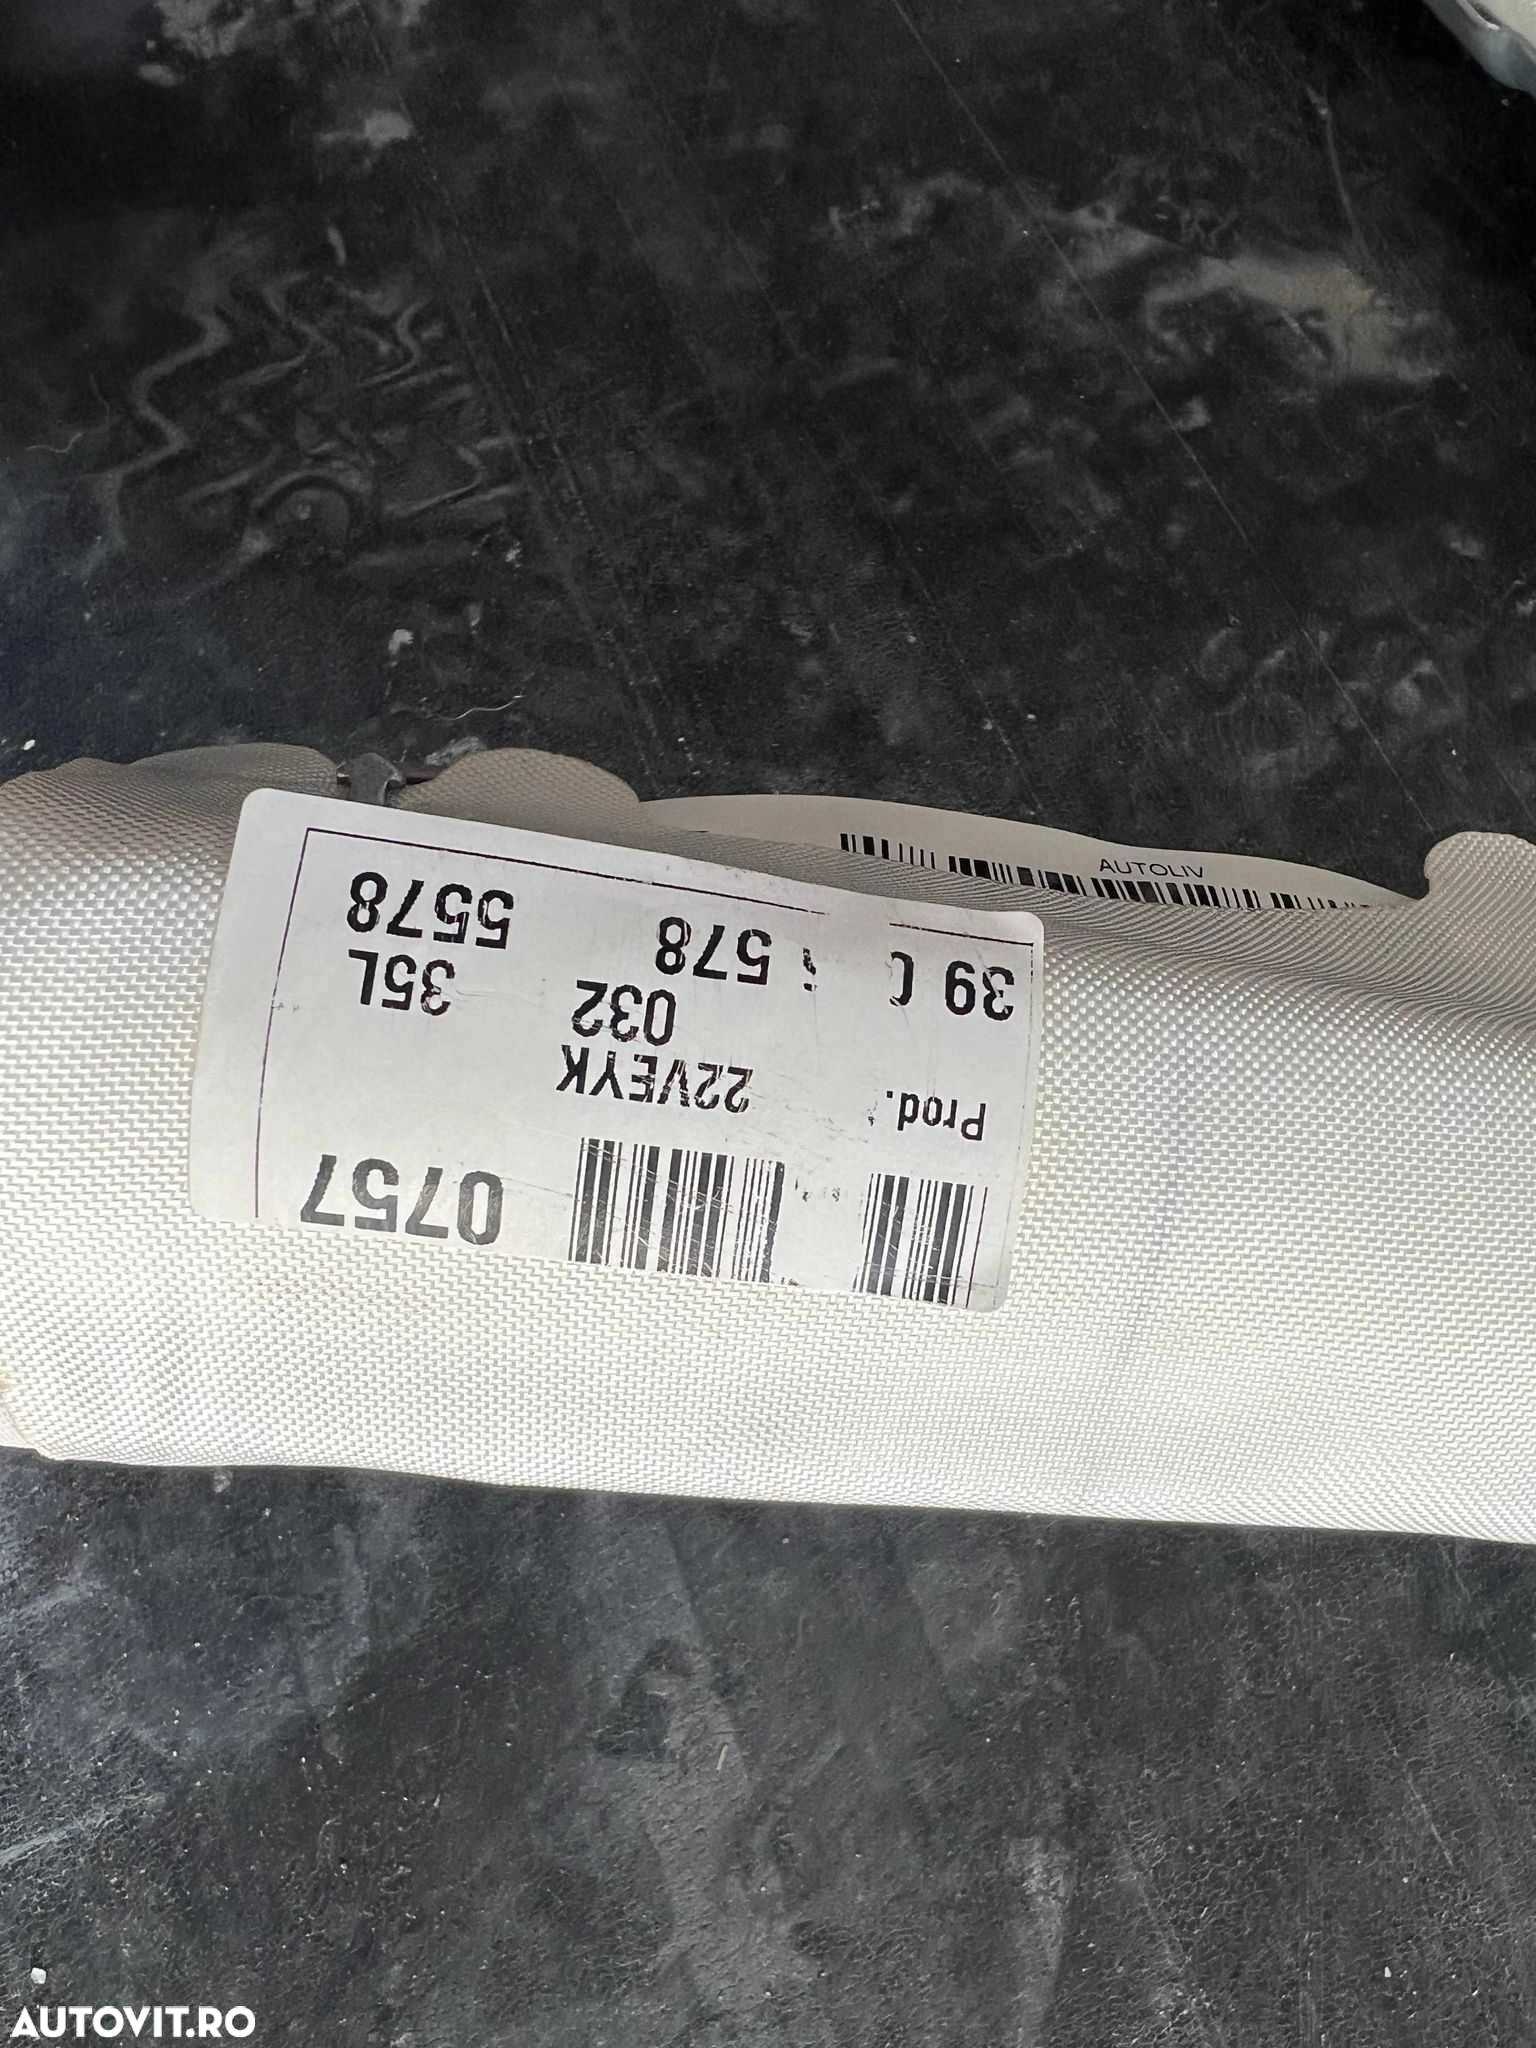 AUTOLIV
0757
Prod. 22VEYK
032 35L
39 578 5578
AUTOVIT.RO